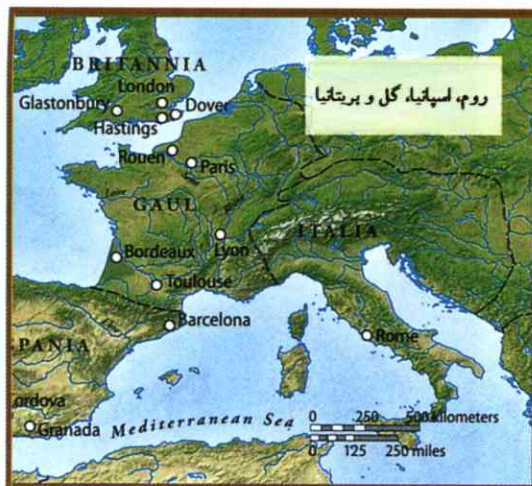 BRITANNIA
London
Glastonbury
Dover
Hastings
روم، اسپانیا، گل و بریتانیا
Rouen
Paris
Loire
GAUL
Rhone
Lyon
ITALIA
Bordeaux
Toulouse
Barcelona
PANIA
Rome
ordova
Granada
Mediterranean Sea
0 250 500 kilometers
0 125 250 miles